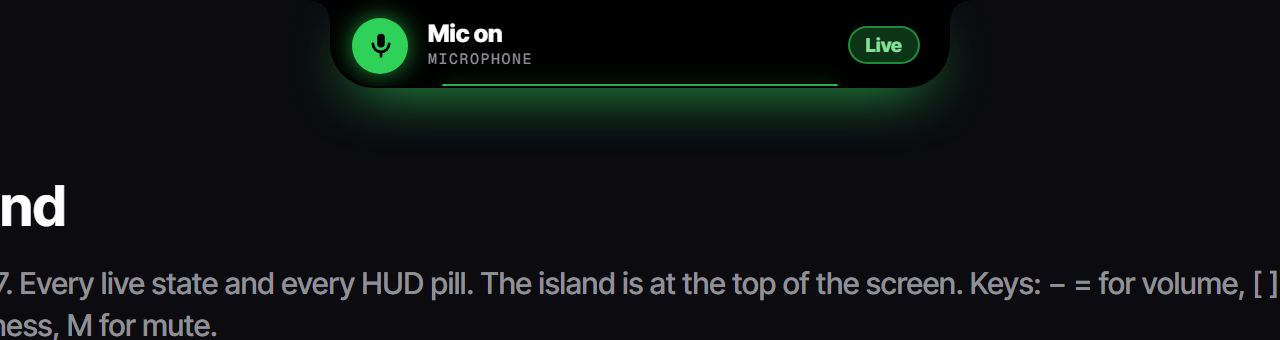 Mic on
MICROPHONE
Live
nd
7. Every live state and every HUD pill. The island is at the top of the screen. Keys: − = for volume, [ ]
ness, M for mute.